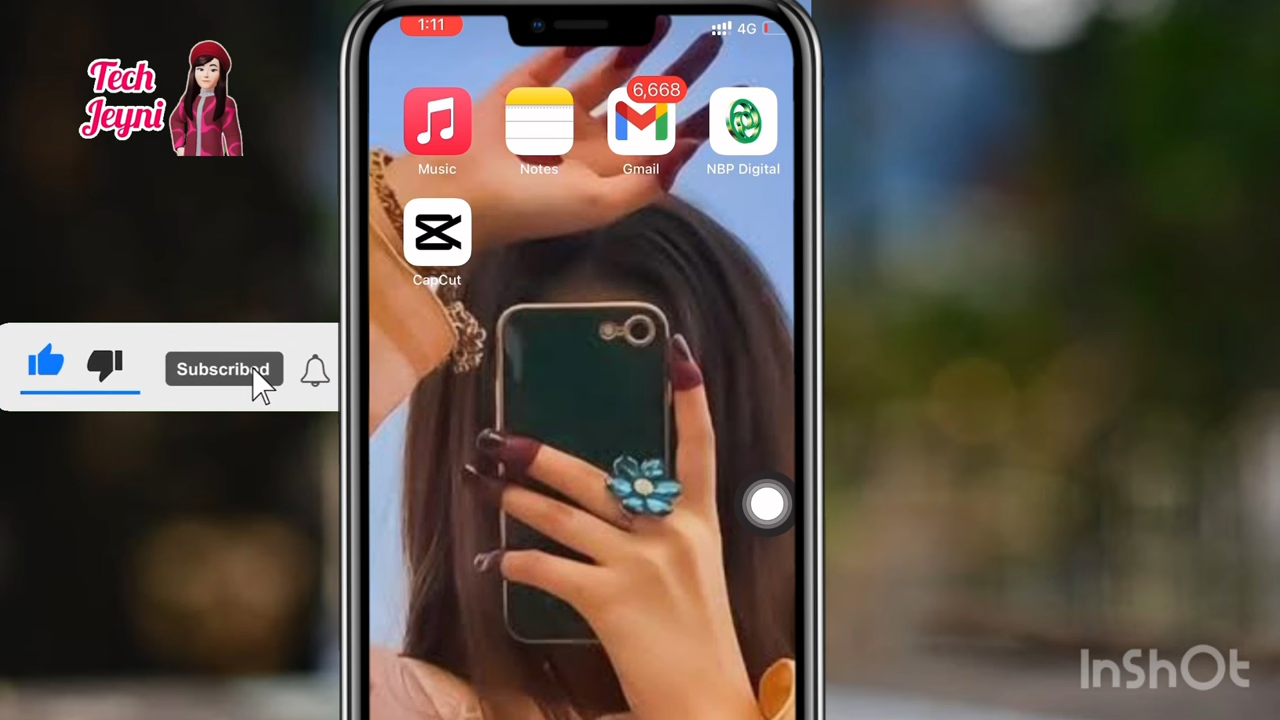 1:11
4G
Tech
Jeyni
6,668
Music
Notes
Gmail
NBP Digital
CapCut
Subscribed
InShOt